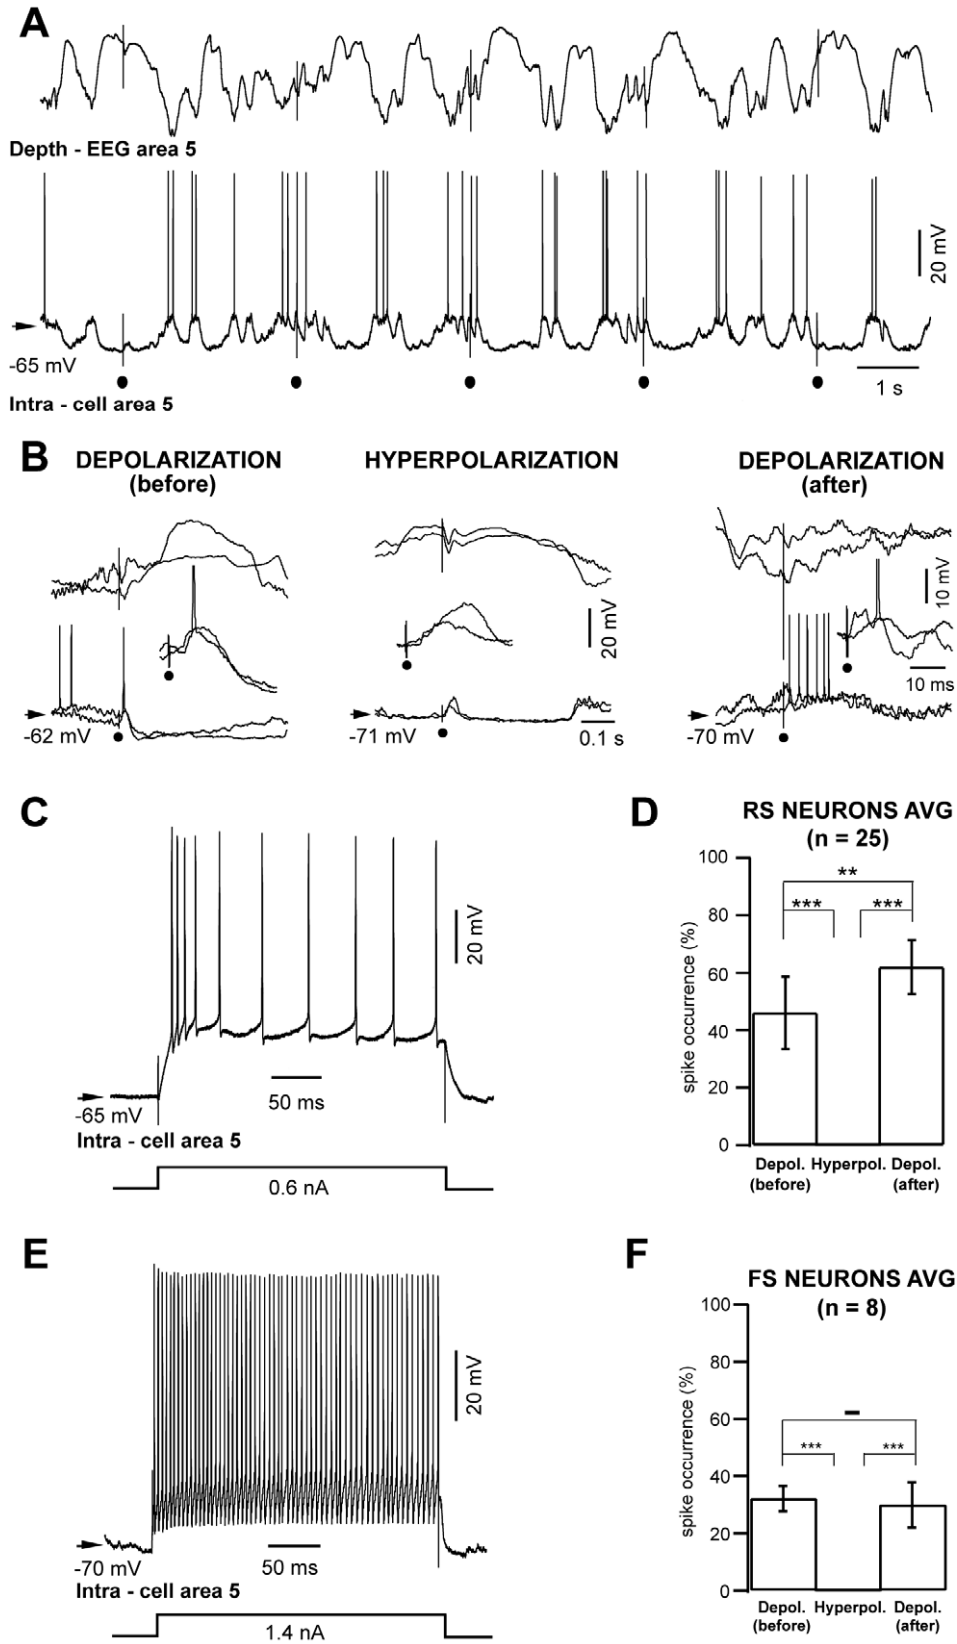 A
Depth - EEG area 5
20 mV
-65 mV
1 s
Intra - cell area 5
B
DEPOLARIZATION
(before)
HYPERPOLARIZATION
DEPOLARIZATION
(after)
10 mV
20 mV
10 ms
-62 mV
-71 mV
0.1 s
-70 mV
C
20 mV
50 ms
-65 mV
Intra - cell area 5
0.6 nA
D
RS NEURONS AVG
(n = 25)
100
**
*** ***
80
60
40
20
0
spike occurrence (%)
Depol. Hyperpol. Depol.
(before) (after)
E
20 mV
-70 mV
50 ms
Intra - cell area 5
1.4 nA
F
FS NEURONS AVG
(n = 8)
100
80
60
-
*** ***
40
20
0
spike occurrence (%)
Depol. Hyperpol. Depol.
(before) (after)